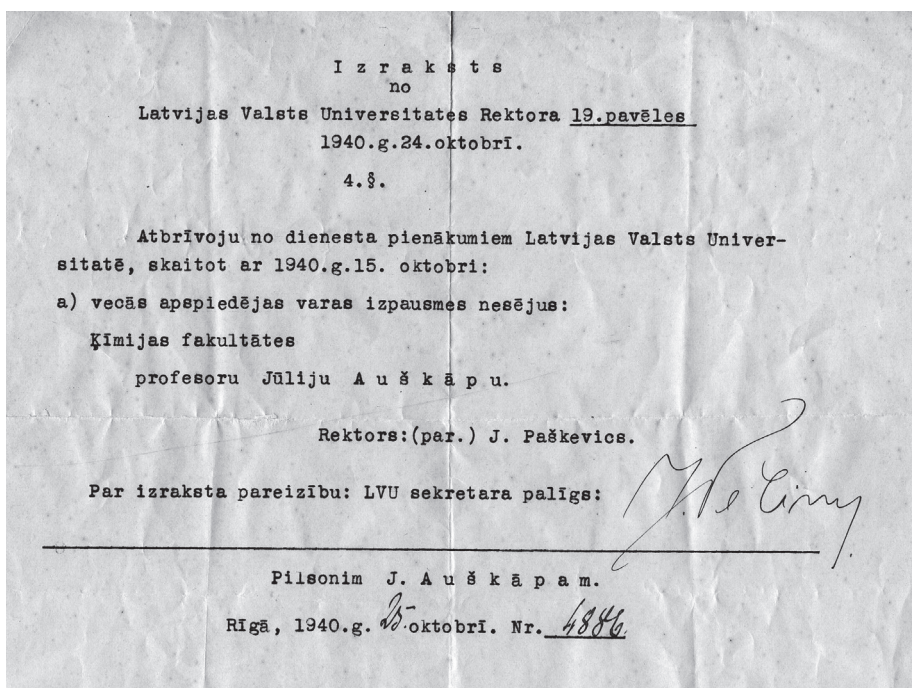 I z r a k s t s
no
Latvijas Valsts Universitates Rektora 19.pavēles
1940.g.24.oktobrī.
4.§.
Atbrīvoju no dienesta pienākumiem Latvijas Valsts Univer-
sitatē, skaitot ar 1940.g.15. oktobri:
a) vecās apspiedējas varas izpausmes nesējus:
Ķīmijas fakultātes
profesoru Jūliju A u š k ā p u.
Rektors:(par.) J. Paškevics.
Par izraksta pareizību: LVU sekretara palīgs:
Pilsonim J. A u š k ā p a m.
Rīgā, 1940.g. 25. oktobrī. Nr. 4886.